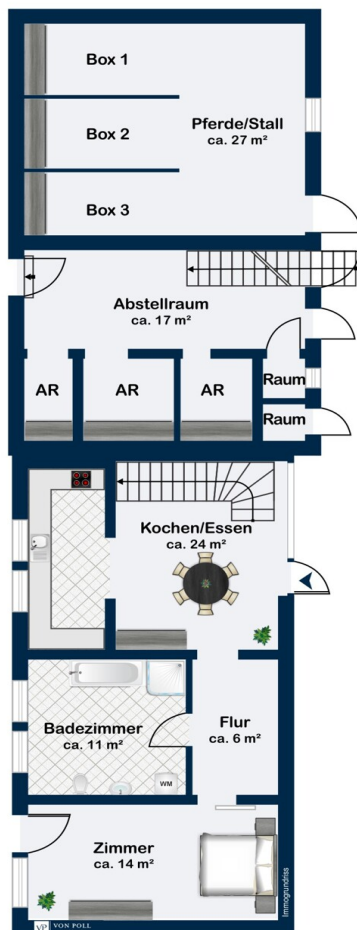 Box 1
Box 2
Pferde/Stall
ca. 27 m²
Box 3
Abstellraum
ca. 17 m²
AR
AR
AR
Raum
Raum
Kochen/Essen
ca. 24 m²
Badezimmer
ca. 11 m²
Flur
ca. 6 m²
WM
Zimmer
ca. 14 m²
Immogrundriss
VP VON POLL